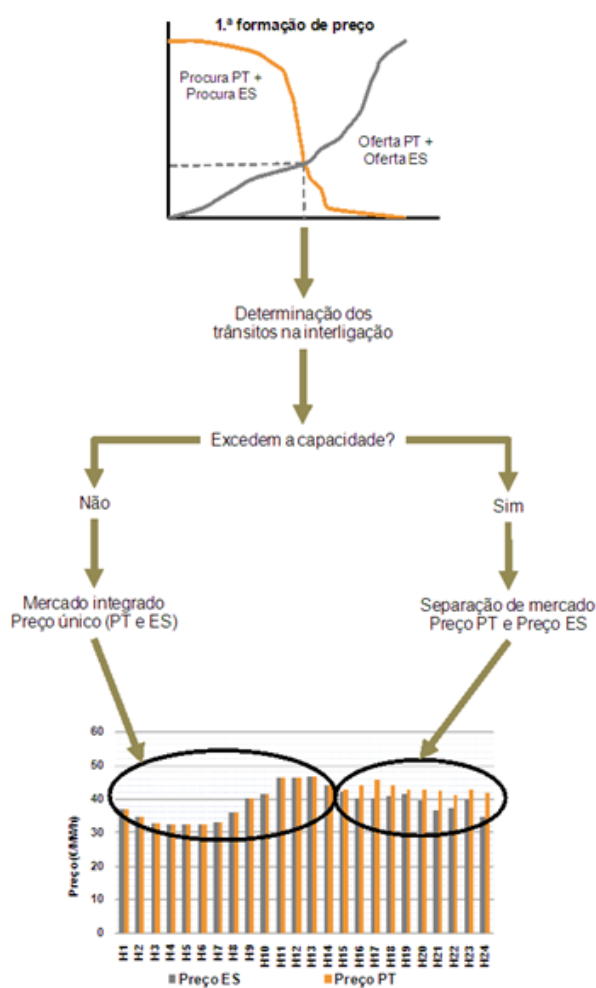 1.ª formação de preço
Procura PT +
Procura ES
Oferta PT +
Oferta ES
Determinação dos
trânsitos na interligação
Excedem a capacidade?
Não
Sim
Mercado integrado
Preço único (PT e ES)
Separação de mercado
Preço PT e Preço ES
Preço (€/MWh)
60
50
40
30
20
10
0
H1 H2 H3 H4 H5 H6 H7 H8 H9 H10 H11 H12 H13 H14 H15 H16 H17 H18 H19 H20 H21 H22 H23 H24
Preço ES Preço PT